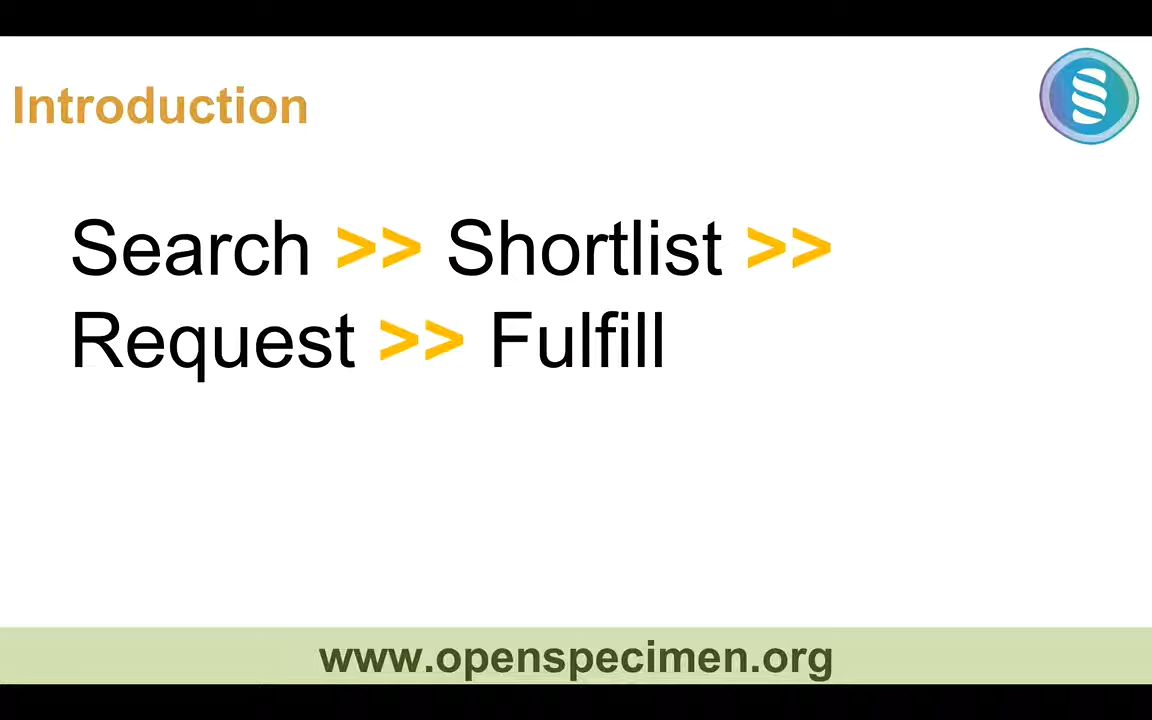 Introduction
Search >> Shortlist >>
Request >> Fulfill
www.openspecimen.org